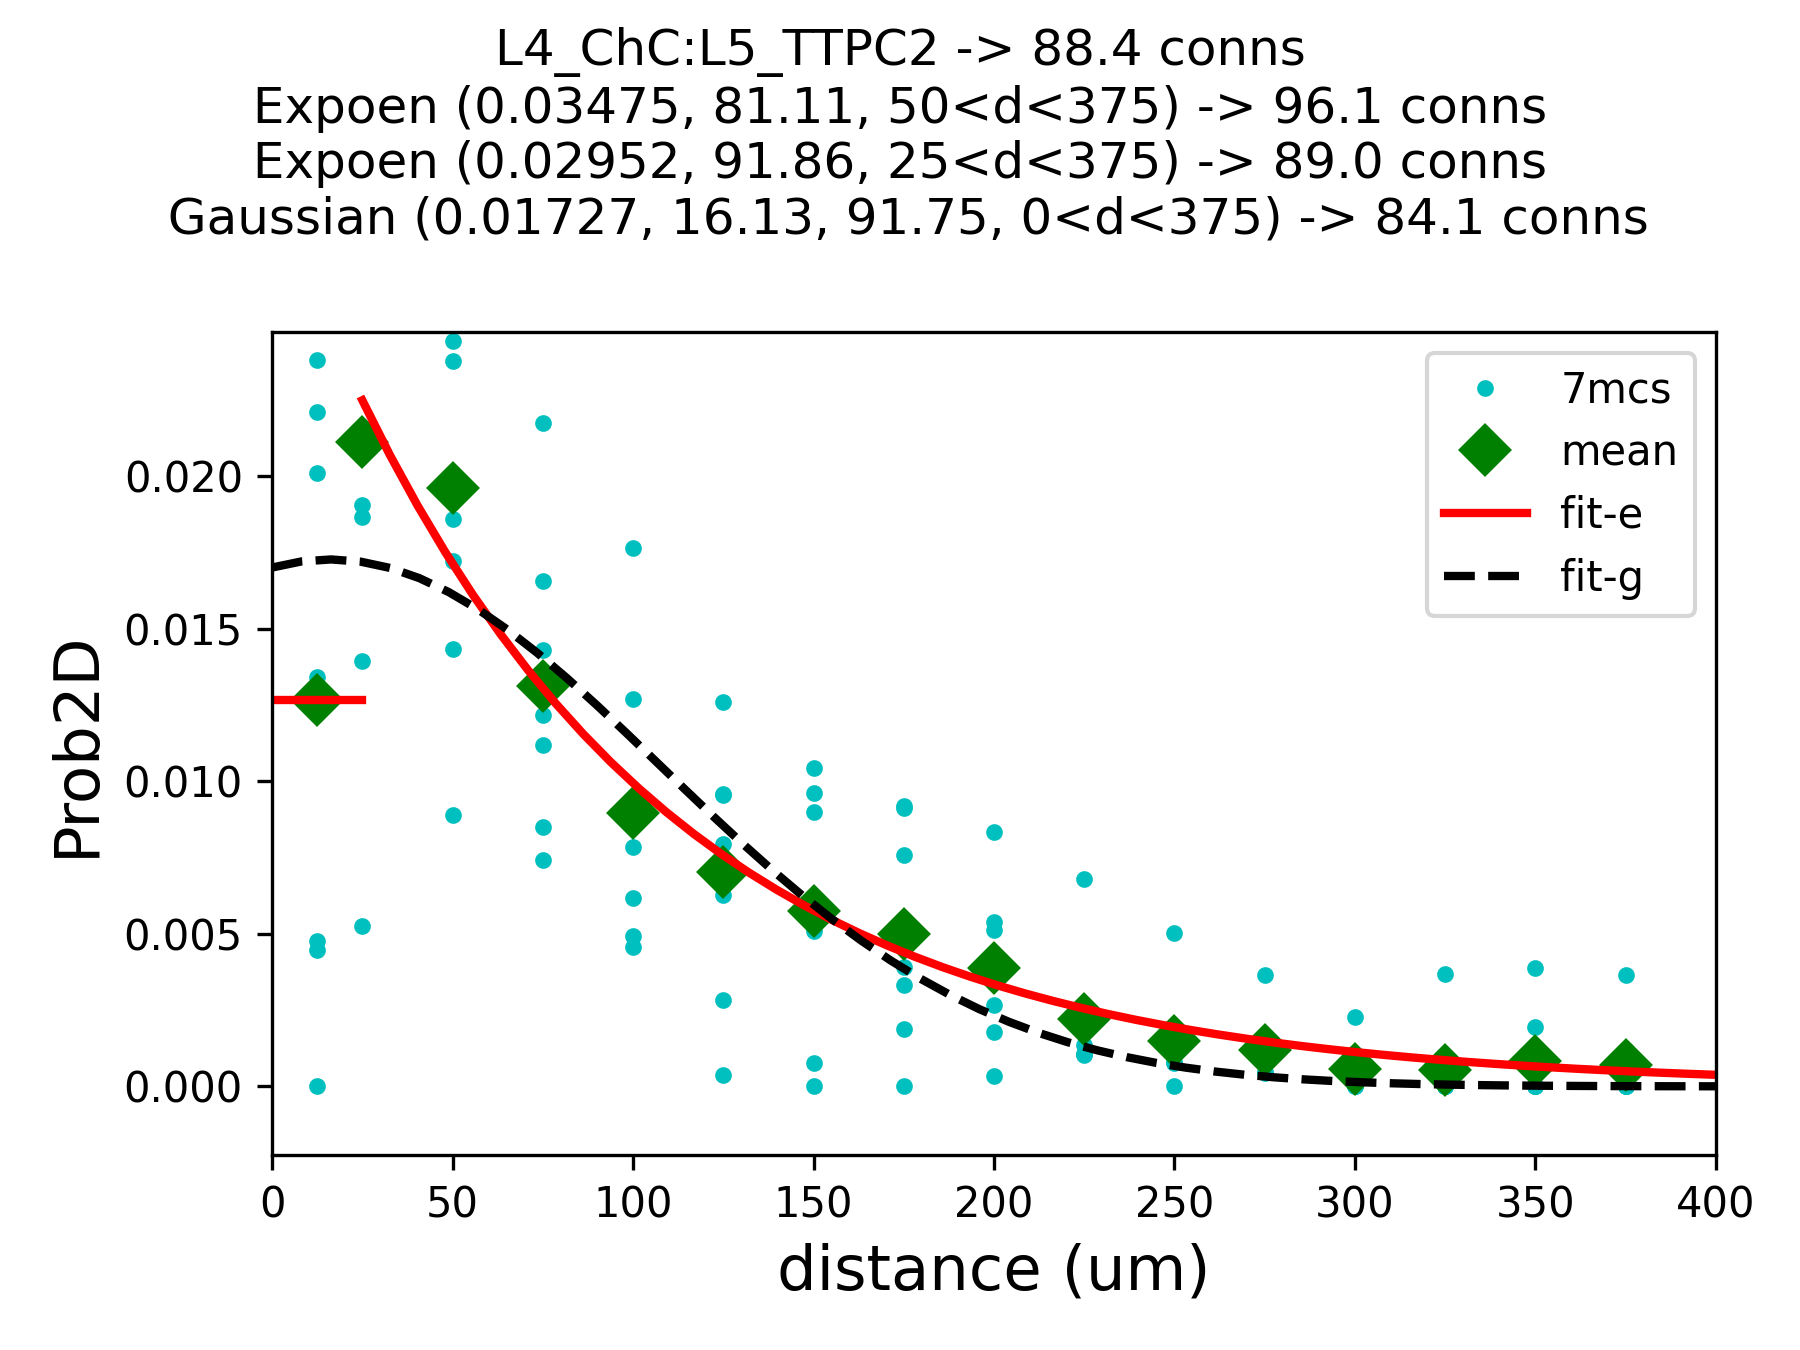 L4_ChC:L5_TTPC2 -> 88.4 conns
Expoen (0.03475, 81.11, 50<d<375) -> 96.1 conns
Expoen (0.02952, 91.86, 25<d<375) -> 89.0 conns
Gaussian (0.01727, 16.13, 91.75, 0<d<375) -> 84.1 conns
7mcs
mean
fit-e
fit-g
Prob2D
0.020
0.015
0.010
0.005
0.000
0 50 100 150 200 250 300 350 400
distance (um)